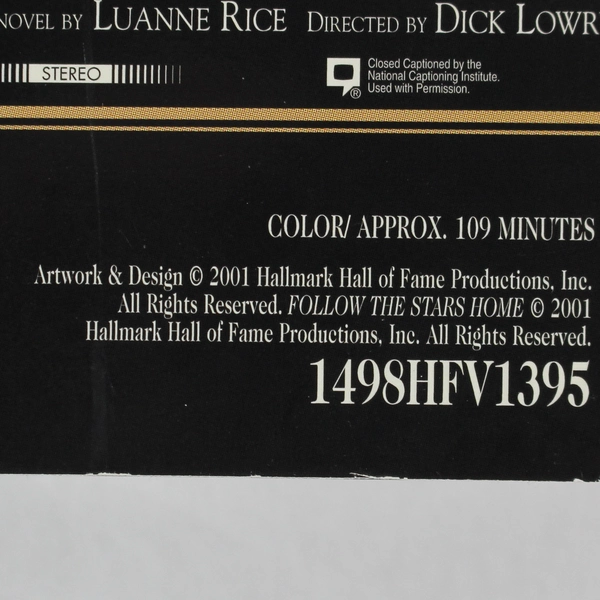 NOVEL BY LUANNE RICE DIRECTED BY DICK LOWR
STEREO
Closed Captioned by the
National Captioning Institute.
Used with Permission.
®
COLOR/ APPROX. 109 MINUTES
Artwork & Design © 2001 Hallmark Hall of Fame Productions, Inc.
All Rights Reserved. FOLLOW THE STARS HOME © 2001
Hallmark Hall of Fame Productions, Inc. All Rights Reserved.
1498HFV1395